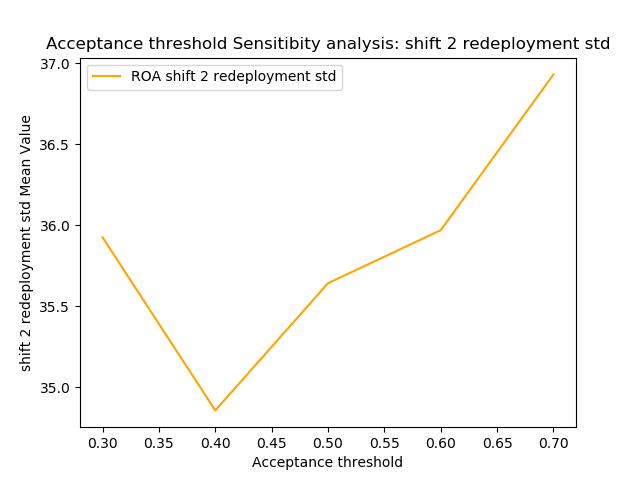 Acceptance threshold Sensitibity analysis: shift 2 redeployment std
37.0
36.5
36.0
35.5
35.0
shift 2 redeployment std Mean Value
ROA shift 2 redeployment std
0.30 0.35 0.40 0.45 0.50 0.55 0.60 0.65 0.70
Acceptance threshold